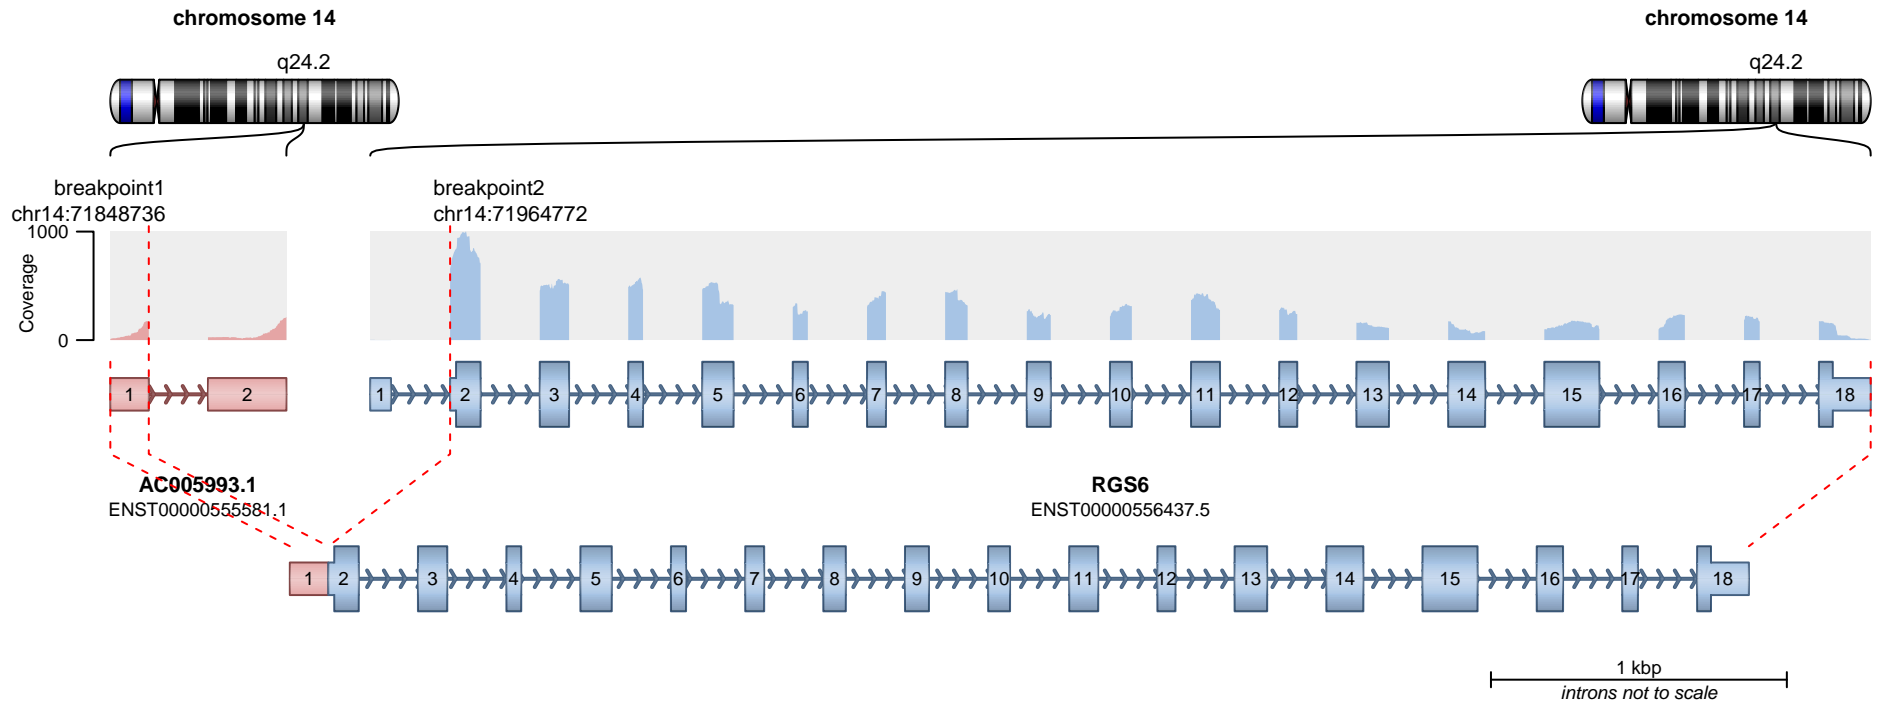 chromosome 14
chromosome 14
q24.2
q24.2
breakpoint1
chr14:71848736
breakpoint2
chr14:71964772
1000
Coverage
0
1 2
1 2 3 4 5 6 7 8 9 10 11 12 13 14 15 16 17 18
AC005993.1
ENST00000555581.1
RGS6
ENST00000556437.5
1 2 3 4 5 6 7 8 9 10 11 12 13 14 15 16 17 18
1 kbp
introns not to scale